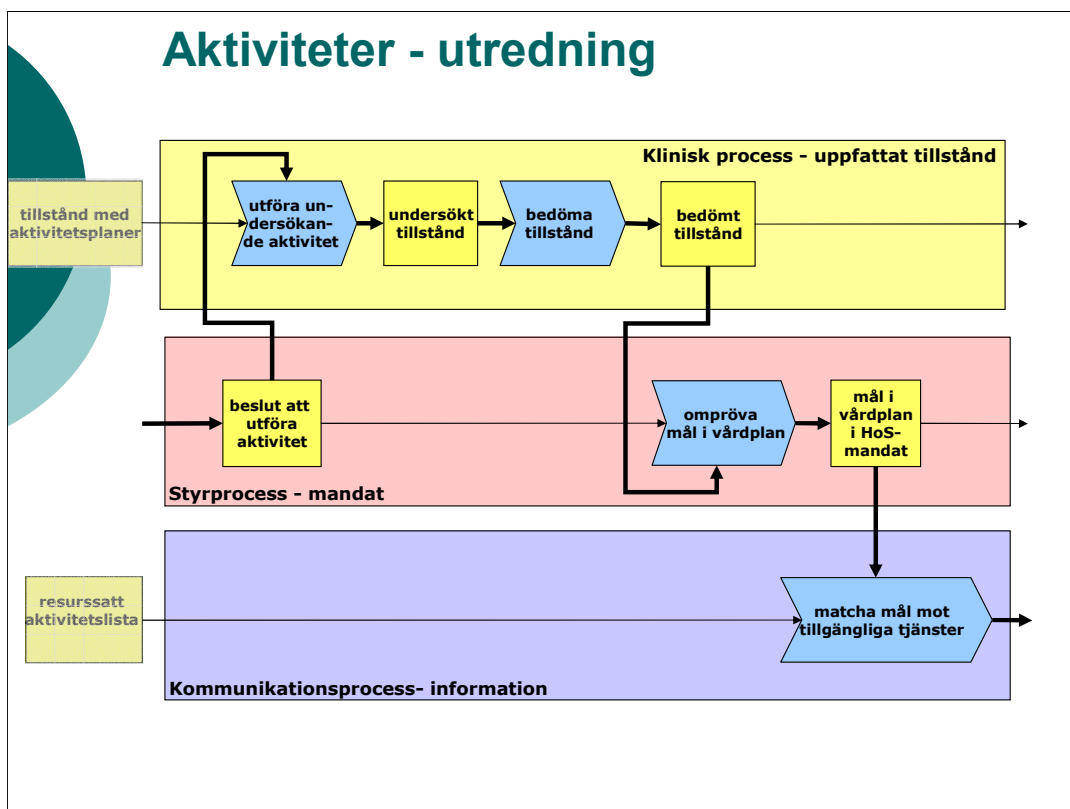 Aktiviteter - utredning
Klinisk process - uppfattat tillstånd
tillstånd med
aktivitetsplaner
utföra un-
dersökan-
de aktivitet
undersökt
tillstånd
bedöma
tillstånd
bedömt
tillstånd
beslut att
utföra
aktivitet
ompröva
mål i vårdplan
mål i
vårdplan
i HoS-
mandat
Styrprocess - mandat
resurssatt
aktivitetslista
matcha mål mot
tillgängliga tjänster
Kommunikationsprocess- information